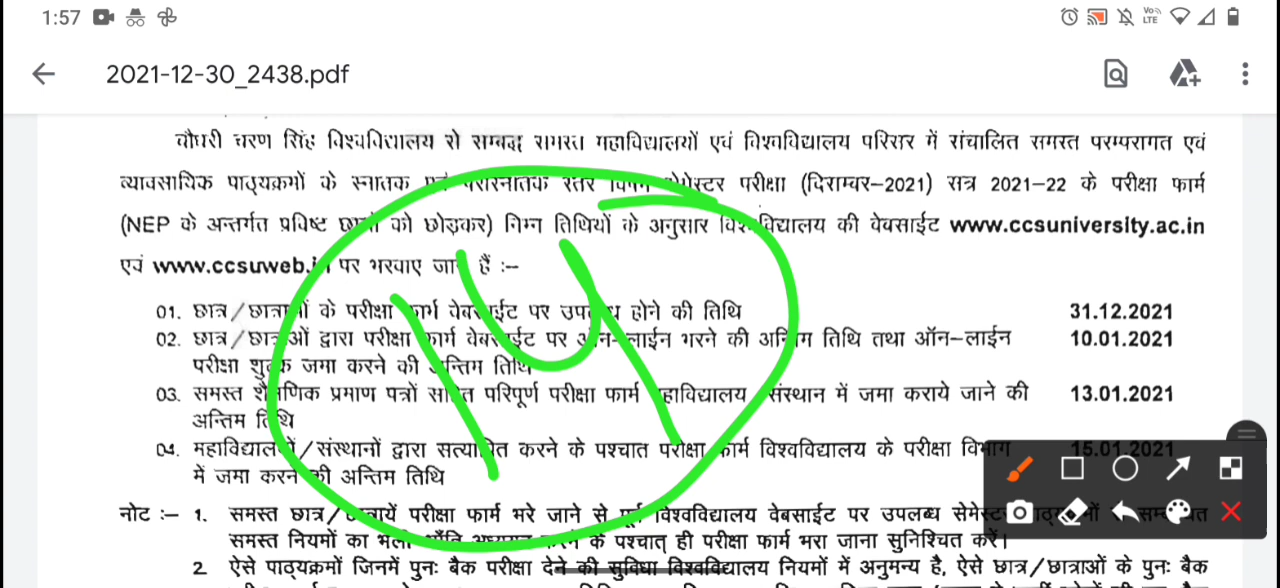 1:57
Vo LTE
2021-12-30_2438.pdf
चौधरी चरण सिंह विश्वविद्यालय से सम्बद्ध समस्त महाविद्यालयों एवं विश्वविद्यालय परिसर में संचालित समस्त परम्परागत एवं
व्यावसायिक पाठ्यक्रमों के स्नातक एवं परास्नातक स्तर विषम सेमेस्टर परीक्षा (दिसम्बर–2021) सत्र 2021–22 के परीक्षा फार्म
(NEP के अन्तर्गत प्रविष्ट छात्रों को छोड़कर) निम्न तिथियों के अनुसार विश्वविद्यालय की वेबसाईट www.ccsuniversity.ac.in
एवं www.ccsuweb.in पर भरवाए जाने हैं :–
14
01. छात्र/छात्राओं के परीक्षा फार्म वेबसाईट पर उपलब्ध होने की तिथि 31.12.2021
02. छात्र/छात्राओं द्वारा परीक्षा फार्म वेबसाईट पर ऑन–लाईन भरने की अन्तिम तिथि तथा ऑन–लाईन 10.01.2021
परीक्षा शुल्क जमा करने की अन्तिम तिथि
03. समस्त शैक्षणिक प्रमाण पत्रों सहित परिपूर्ण परीक्षा फार्म महाविद्यालय संस्थान में जमा कराये जाने की 13.01.2021
अन्तिम तिथि
04. महाविद्यालयों/संस्थानों द्वारा सत्यापित करने के पश्चात परीक्षा फार्म विश्वविद्यालय के परीक्षा विभाग 15.01.2021
में जमा करने की अन्तिम तिथि
नोट :– 1. समस्त छात्र/छात्रायें परीक्षा फार्म भरे जाने से पूर्व विश्वविद्यालय वेबसाईट पर उपलब्ध सेमेस्टर
समस्त नियमों का भली भाँति अध्ययन करने के पश्चात् ही परीक्षा फार्म भरा जाना सुनिश्चित करें।
2 ऐसे पाठ्यक्रमों जिनमें पुनः बैक परीक्षा देने की सुविधा विश्वविद्यालय नियमों में अनुमन्य है, ऐसे छात्र/छात्राओं के पुनः बैक